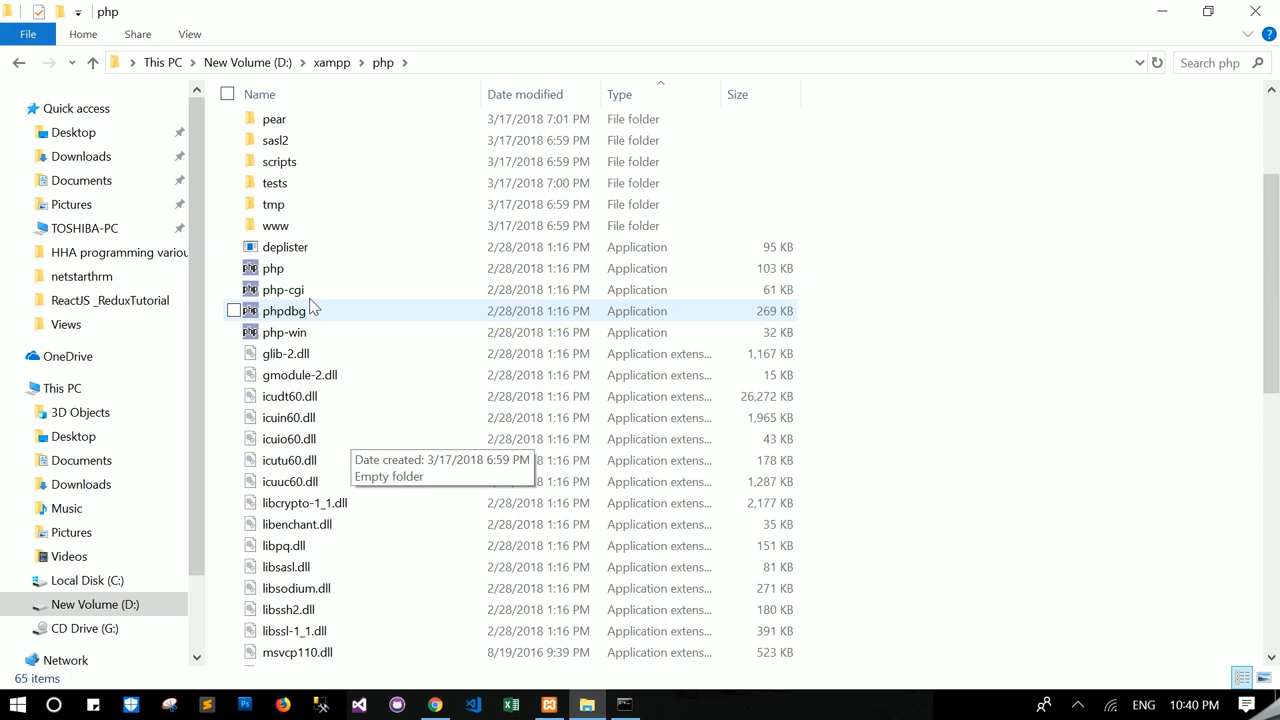 php
File Home Share View
This PC New Volume (D:) xampp php Search php
Name Date modified Type Size
Quick access
Desktop
Downloads
Documents
Pictures
TOSHIBA-PC
HHA programming variou
netstarthrm
ReactJS _ReduxTutorial
Views
OneDrive
This PC
3D Objects
Desktop
Documents
Downloads
Music
Pictures
Videos
Local Disk (C:)
New Volume (D:)
CD Drive (G:)
Network
pear 3/17/2018 7:01 PM File folder
sasl2 3/17/2018 6:59 PM File folder
scripts 3/17/2018 6:59 PM File folder
tests 3/17/2018 7:00 PM File folder
tmp 3/17/2018 6:59 PM File folder
www 3/17/2018 6:59 PM File folder
deplister 2/28/2018 1:16 PM Application 95 KB
php php 2/28/2018 1:16 PM Application 103 KB
php php-cgi 2/28/2018 1:16 PM Application 61 KB
php phpdbg 2/28/2018 1:16 PM Application 269 KB
php php-win 2/28/2018 1:16 PM Application 32 KB
glib-2.dll 2/28/2018 1:16 PM Application extens... 1,167 KB
gmodule-2.dll 2/28/2018 1:16 PM Application extens... 15 KB
icudt60.dll 2/28/2018 1:16 PM Application extens... 26,272 KB
icuin60.dll 2/28/2018 1:16 PM Application extens... 1,965 KB
icuio60.dll 2/28/2018 1:16 PM Application extens... 43 KB
icutu60.dll 8 1:16 PM Application extens... 178 KB
icuuc60.dll 8 1:16 PM Application extens... 1,287 KB
Date created: 3/17/2018 6:59 PM
Empty folder
libcrypto-1_1.dll 2/28/2018 1:16 PM Application extens... 2,177 KB
libenchant.dll 2/28/2018 1:16 PM Application extens... 35 KB
libpq.dll 2/28/2018 1:16 PM Application extens... 151 KB
libsasl.dll 2/28/2018 1:16 PM Application extens... 81 KB
libsodium.dll 2/28/2018 1:16 PM Application extens... 271 KB
libssh2.dll 2/28/2018 1:16 PM Application extens... 180 KB
libssl-1_1.dll 2/28/2018 1:16 PM Application extens... 391 KB
msvcp110.dll 8/19/2016 9:39 PM Application extens... 523 KB
65 items
ENG 10:40 PM